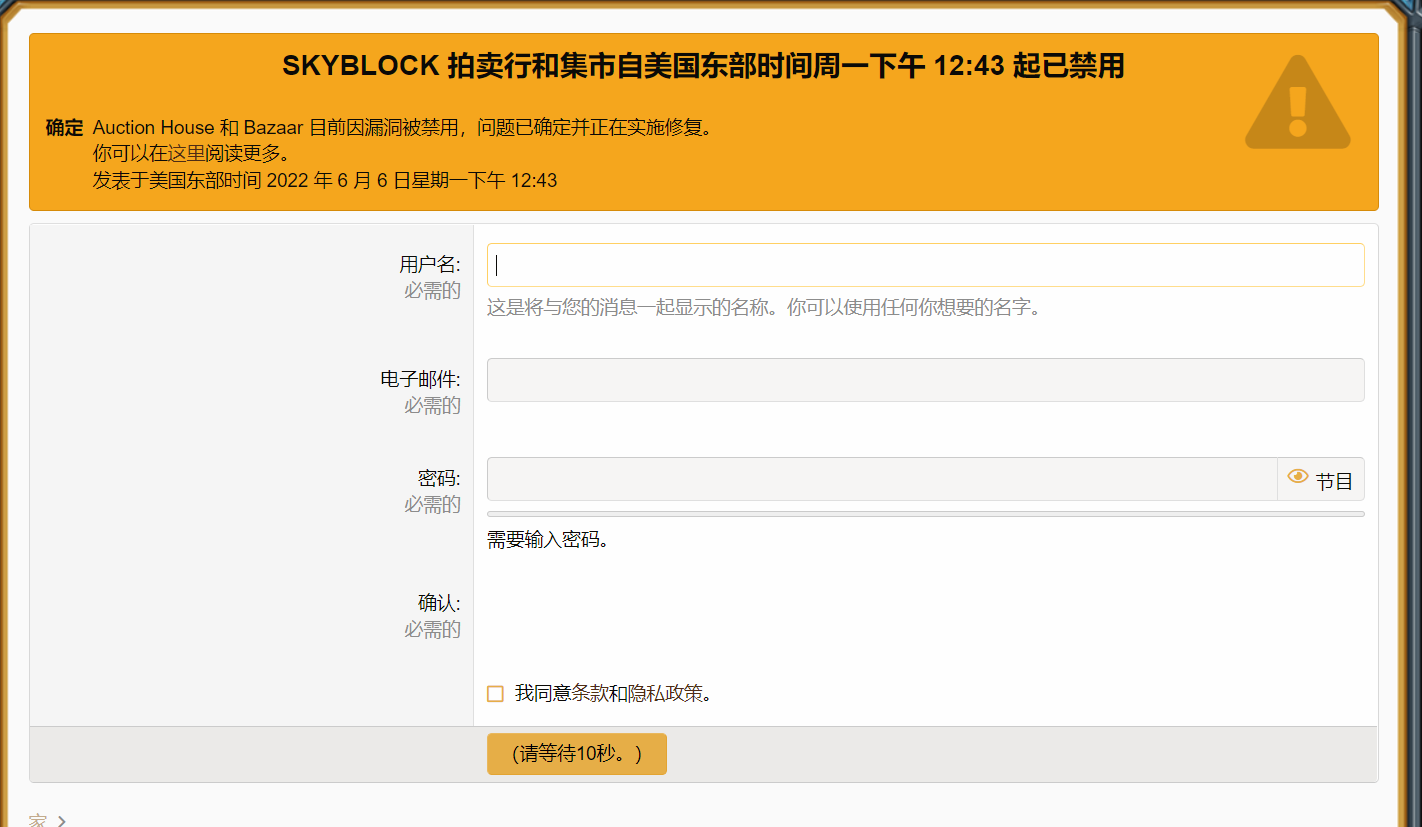 SKYBLOCK 拍卖行和集市自美国东部时间周一下午 12:43 起已禁用
确定 Auction House 和 Bazaar 目前因漏洞被禁用，问题已确定并正在实施修复。
你可以在这里阅读更多。
发表于美国东部时间 2022 年 6 月 6 日星期一下午 12:43
用户名:
必需的
这是将与您的消息一起显示的名称。你可以使用任何你想要的名字。
电子邮件:
必需的
密码:
必需的
节目
需要输入密码。
确认:
必需的
我同意条款和隐私政策。
（请等待10秒。）
家